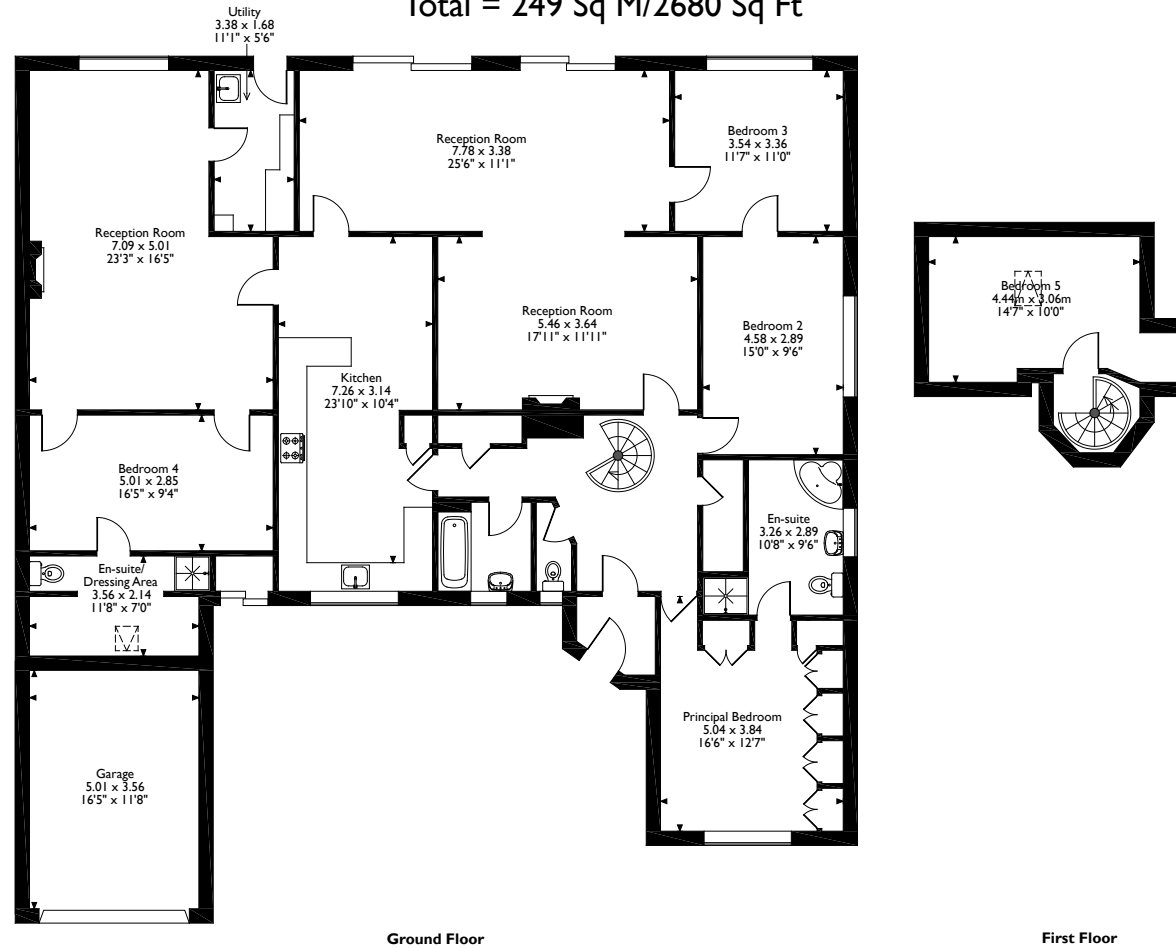 Total = 249 Sq M/2680 Sq Ft
Utility
3.38 x 1.68
11'1" x 5'6"
Reception Room
7.78 x 3.38
25'6" x 11'1"
Bedroom 3
3.54 x 3.36
11'7" x 11'0"
Reception Room
7.09 x 5.01
23'3" x 16'5"
Reception Room
5.46 x 3.64
17'11" x 11'11"
Bedroom 2
4.58 x 2.89
15'0" x 9'6"
Bedroom 5
4.44m x 3.06m
14'7" x 10'0"
Kitchen
7.26 x 3.14
23'10" x 10'4"
Bedroom 4
5.01 x 2.85
16'5" x 9'4"
En-suite
3.26 x 2.89
10'8" x 9'6"
En-suite/
Dressing Area
3.56 x 2.14
11'8" x 7'0"
Principal Bedroom
5.04 x 3.84
16'6" x 12'7"
Garage
5.01 x 3.56
16'5" x 11'8"
Ground Floor
First Floor